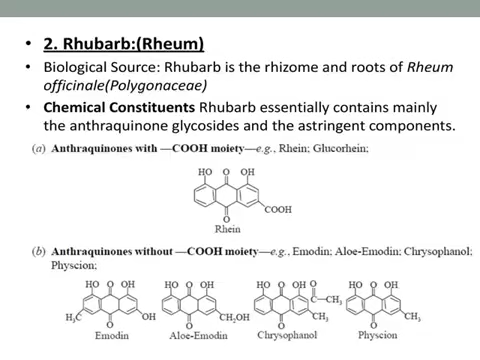 • 2. Rhubarb:(Rheum)
• Biological Source: Rhubarb is the rhizome and roots of Rheum
officinale(Polygonaceae)
• Chemical Constituents Rhubarb essentially contains mainly
the anthraquinone glycosides and the astringent components.
(a) Anthraquinones with —COOH moiety—e.g., Rhein; Glucorhein;
HO O OH
COOH
O
Rhein
(b) Anthraquinones without —COOH moiety—e.g., Emodin; Aloe-Emodin; Chrysophanol;
Physcion;
HO O OH HO O OH HO O OH O HO O OH
C—CH₃
H₃C OH CH₂OH CH₃ CH₃
O O O O
Emodin Aloe-Emodin Chrysophanol Physcion